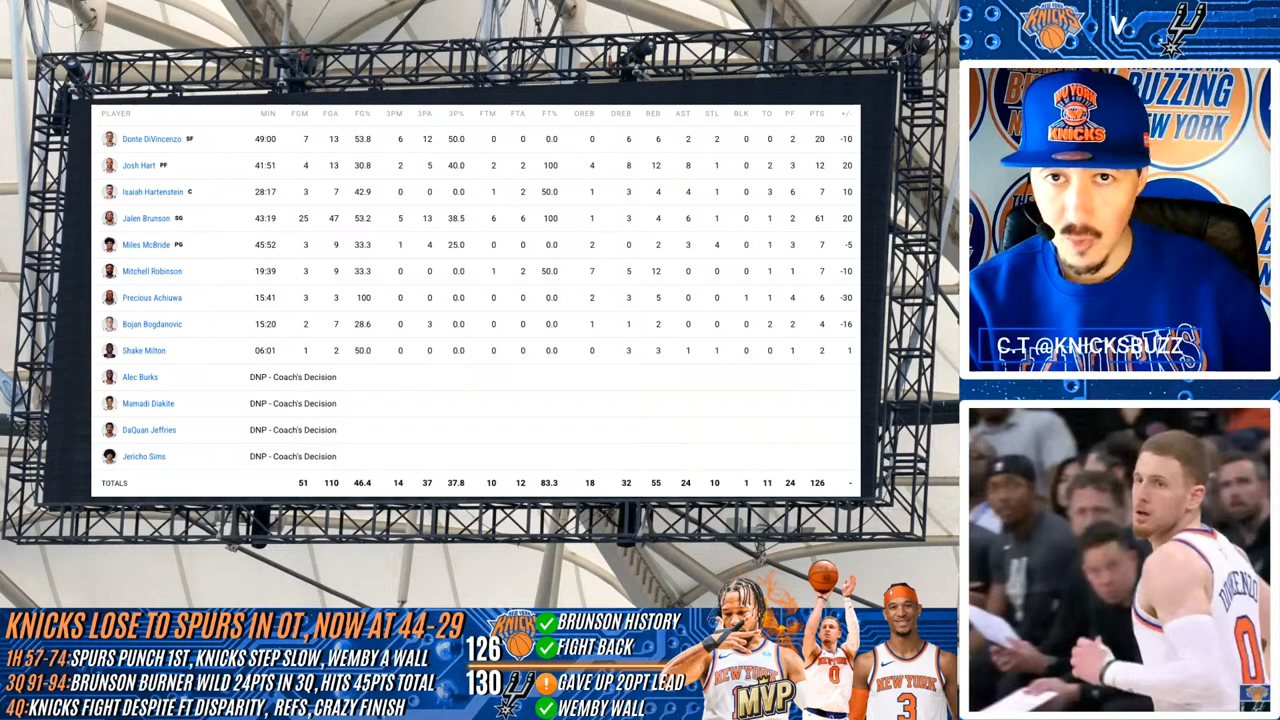 PLAYER MIN FGM FGA FG% 3PM 3PA 3P% FTM FTA FT% OREB DREB REB AST STL BLK TO PF PTS +/-
Donte DiVincenzo SF 49:00 7 13 12 50.0 0 0 0.0 0 6 2 2 0 0 2 20 -10
Josh Hart PF 41:51 4 13 30.8 2 5 40.0 2 2 100 4 8 12 8 1 0 2 2 12 20
Isaiah Hartenstein C 28:17 3 7 42.9 0 0 0.0 1 2 50.0 1 3 4 4 1 0 3 6 7 10
Jalen Brunson SG 43:19 25 47 53.2 5 13 38.5 6 6 100 1 3 4 6 1 0 1 2 61 20
Miles McBride PG 45:52 3 9 33.3 1 4 25.0 0 0 0.0 2 0 2 3 4 0 1 3 7 -5
Mitchell Robinson 19:39 3 9 33.3 0 0 0.0 1 2 50.0 7 5 12 0 0 0 1 1 7 -10
Precious Achiuwa 15:41 3 3 100 0 0 0.0 0 0 0.0 2 3 5 0 0 1 1 4 6 -30
Bojan Bogdanovic 15:20 2 7 28.6 0 3 0.0 0 0 0.0 1 1 2 0 0 0 2 2 4 -16
Shake Milton 06:01 1 2 50.0 0 0 0.0 0 0 0.0 0 3 3 1 1 0 0 1 2 1
Alec Burks DNP - Coach's Decision
Mamadi Diakite DNP - Coach's Decision
DaQuan Jeffries DNP - Coach's Decision
Jericho Sims DNP - Coach's Decision
TOTALS 51 110 46.4 14 37 37.8 10 12 83.3 18 32 55 24 10 1 11 24 126 -
NEW YORK KNICKS V
BUZZING
NEW YORK
NEW YORK
KNICKS
C.T @KNICKSBUZZ
DIVINCENZO
0
KNICKS LOSE TO SPURS IN OT, NOW AT 44-29
1H 57-74:SPURS PUNCH 1ST, KNICKS STEP SLOW, WEMBY A WALL
3Q 91-94:BRUNSON BURNER WILD 24PTS IN 3Q, HITS 45PTS TOTAL
4Q:KNICKS FIGHT DESPITE FT DISPARITY, REFS, CRAZY FINISH
126
130
BRUNSON HISTORY
FIGHT BACK
GAVE UP 20PT LEAD
WEMBY WALL
NEW YORK
MVP
0
NEW YORK
3